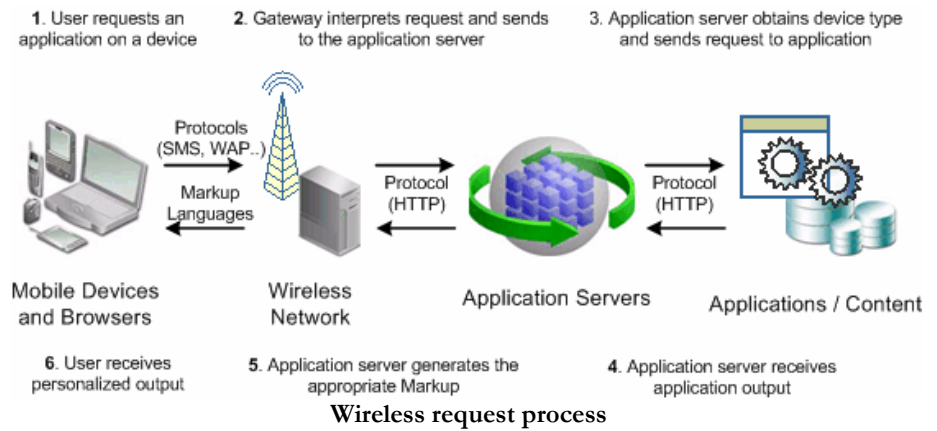 1. User requests an
application on a device
2. Gateway interprets request and sends
to the application server
3. Application server obtains device type
and sends request to application
Protocols
(SMS, WAP..)
Markup
Languages
Protocol
(HTTP)
Protocol
(HTTP)
Mobile Devices
and Browsers
Wireless
Network
Application Servers
Applications / Content
6. User receives
personalized output
5. Application server generates the
appropriate Markup
4. Application server receives
application output
Wireless request process